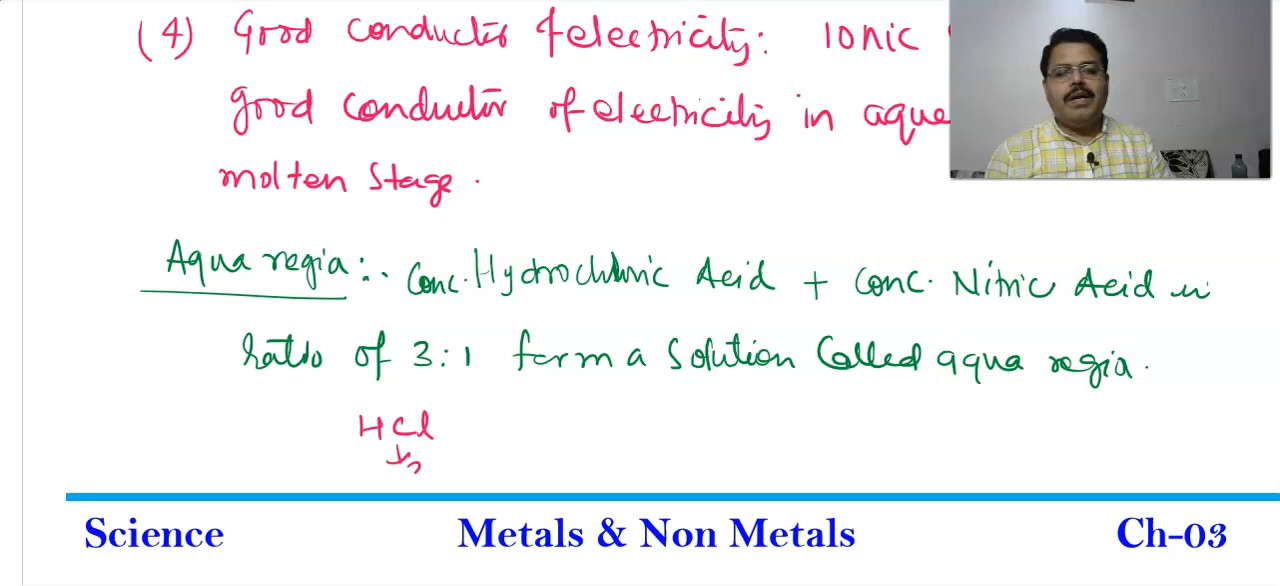 (4) Good conductor of electricity: Ionic
good conductor of electricity in aque
molten stage.
Aqua regia:- Conc. Hydrochloric Acid + Conc. Nitric Acid in
ratio of 3:1 form a solution Called aqua regia.
HCl
Science Metals & Non Metals Ch-03